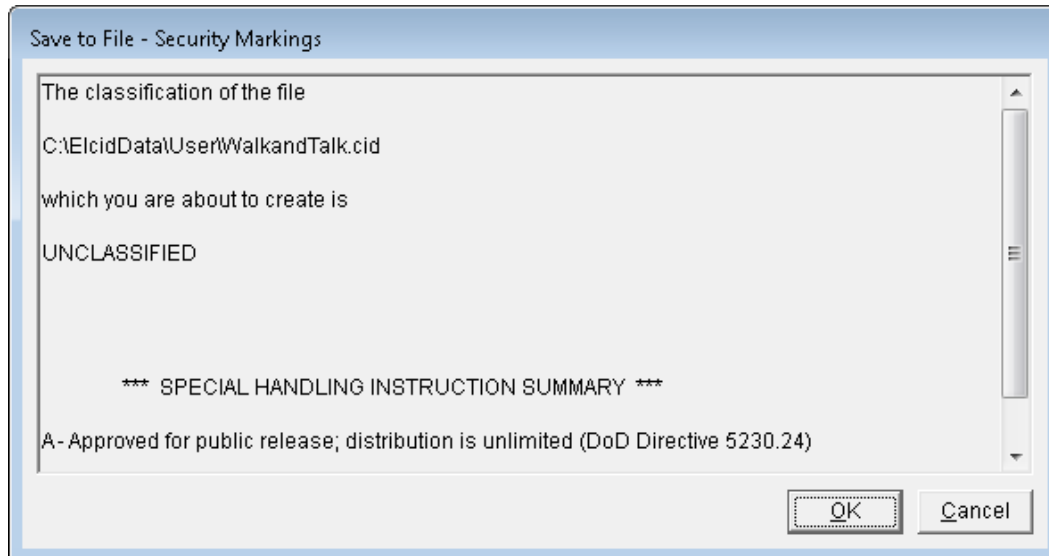 Save to File - Security Markings
The classification of the file
C:\ElcidData\User\WalkandTalk.cid
which you are about to create is
UNCLASSIFIED
*** SPECIAL HANDLING INSTRUCTION SUMMARY ***
A- Approved for public release; distribution is unlimited (DoD Directive 5230.24)
OK Cancel